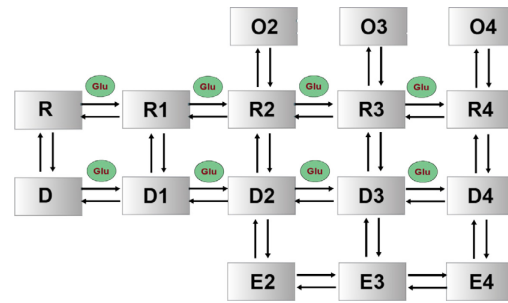 O2 O3 O4
Glu Glu Glu Glu
R R1 R2 R3 R4
Glu Glu Glu Glu
D D1 D2 D3 D4
E2 E3 E4